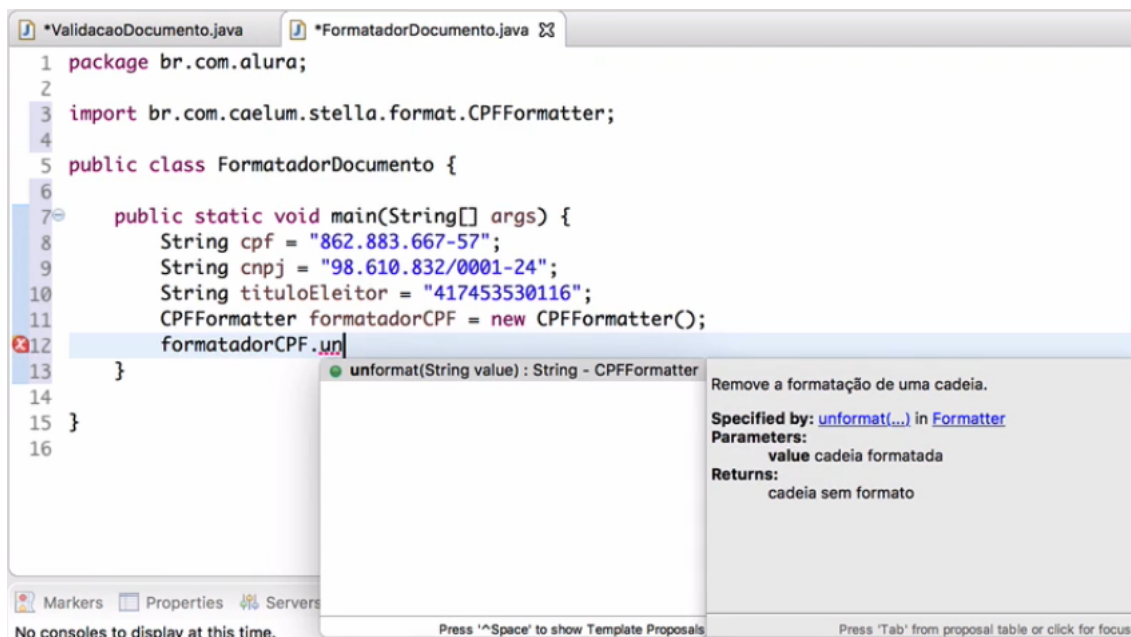 *ValidacaoDocumento.java
*FormatadorDocumento.java
1 package br.com.alura;
2
3 import br.com.caelum.stella.format.CPFFormatter;
4
5 public class FormatadorDocumento {
6
7 public static void main(String[] args) {
8 String cpf = "862.883.667-57";
9 String cnpj = "98.610.832/0001-24";
10 String tituloEleitor = "417453530116";
11 CPFFormatter formatadorCPF = new CPFFormatter();
12 formatadorCPF.un
13 }
14
15 }
16
unformat(String value) : String - CPFFormatter
Press '^Space' to show Template Proposals
Remove a formatação de uma cadeia.
Specified by: unformat(...) in Formatter
Parameters:
value cadeia formatada
Returns:
cadeia sem formato
Press 'Tab' from proposal table or click for focus
Markers Properties Servers
No consoles to display at this time.